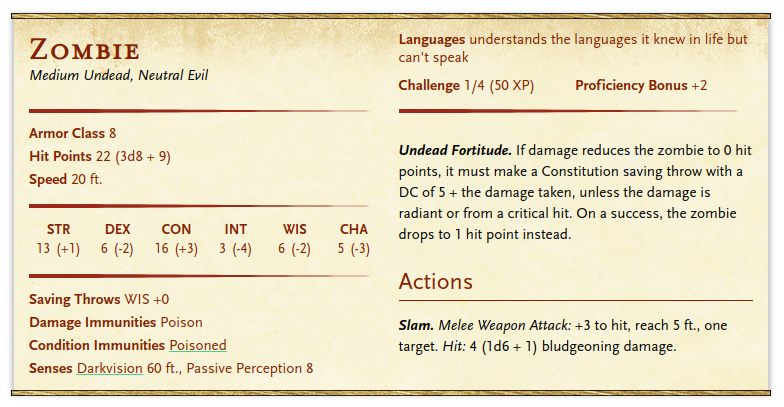 Zombie
Medium Undead, Neutral Evil
Armor Class 8
Hit Points 22 (3d8 + 9)
Speed 20 ft.
STR DEX CON INT WIS CHA
13 (+1) 6 (-2) 16 (+3) 3 (-4) 6 (-2) 5 (-3)
Saving Throws WIS +0
Damage Immunities Poison
Condition Immunities Poisoned
Senses Darkvision 60 ft., Passive Perception 8
Languages understands the languages it knew in life but
can't speak
Challenge 1/4 (50 XP) Proficiency Bonus +2
Undead Fortitude. If damage reduces the zombie to 0 hit
points, it must make a Constitution saving throw with a
DC of 5 + the damage taken, unless the damage is
radiant or from a critical hit. On a success, the zombie
drops to 1 hit point instead.
Actions
Slam. Melee Weapon Attack: +3 to hit, reach 5 ft., one
target. Hit: 4 (1d6 + 1) bludgeoning damage.